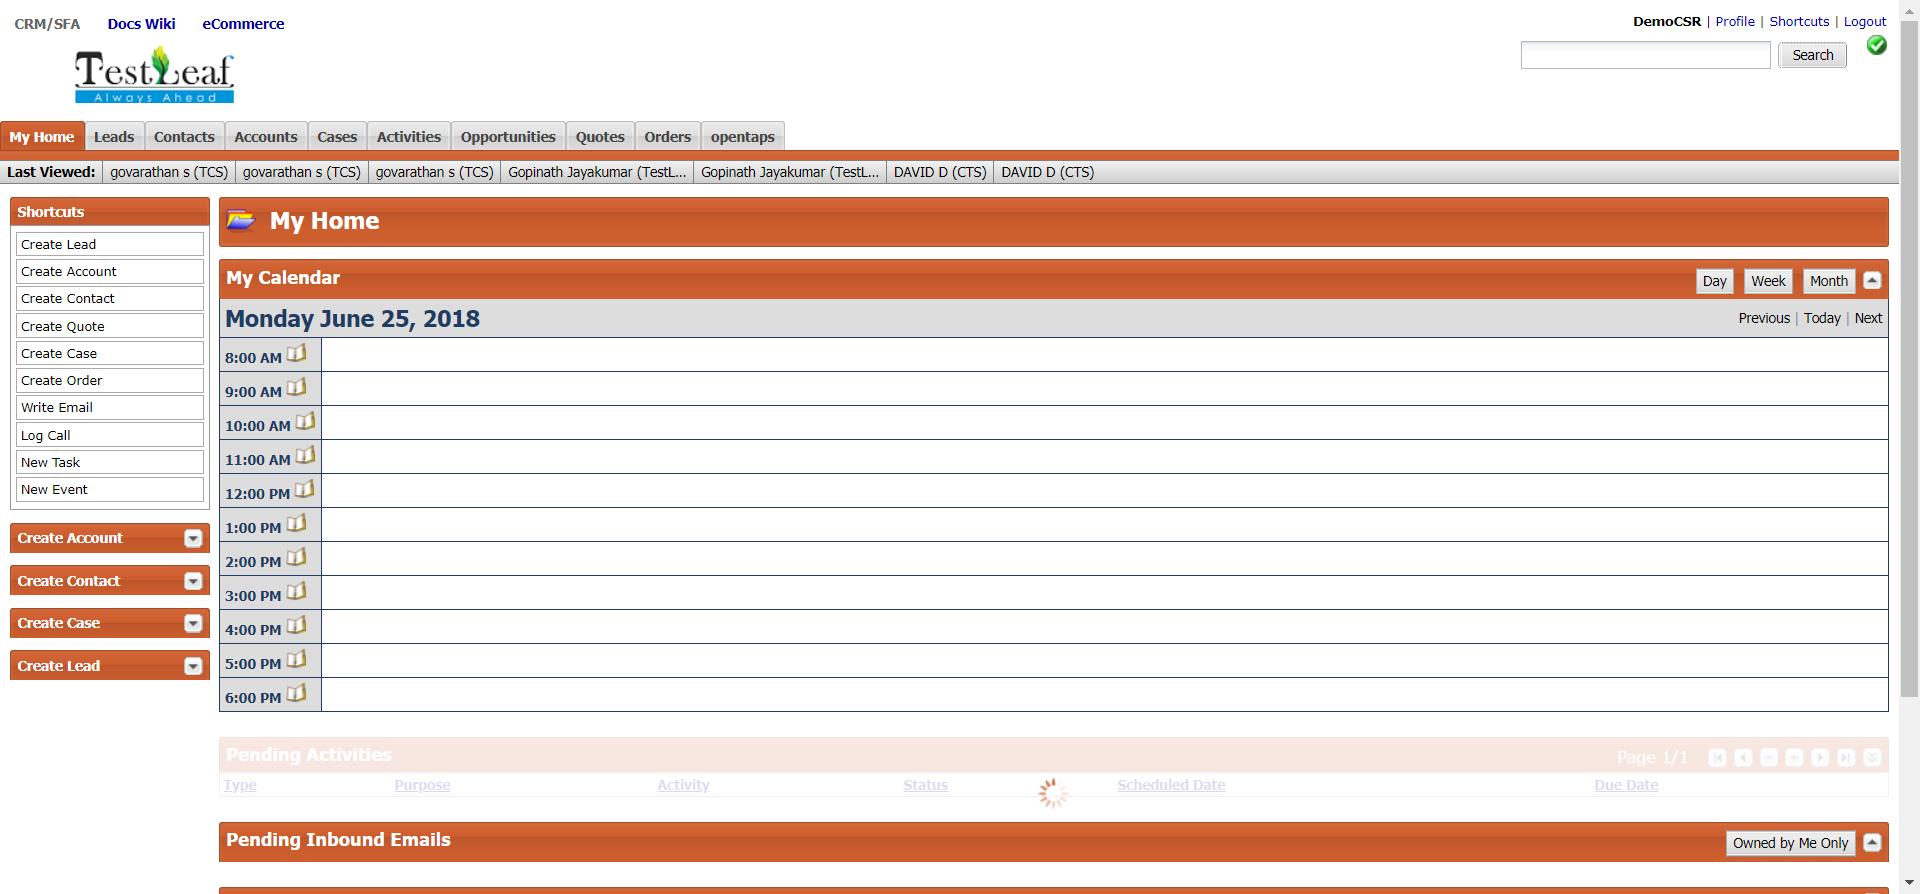 CRM/SFA Docs Wiki eCommerce
DemoCSR | Profile | Shortcuts | Logout
Search
TestLeaf
Always Ahead
My Home Leads Contacts Accounts Cases Activities Opportunities Quotes Orders opentaps
Last Viewed: govarathan s (TCS) govarathan s (TCS) govarathan s (TCS) Gopinath Jayakumar (TestL... Gopinath Jayakumar (TestL... DAVID D (CTS) DAVID D (CTS)
Shortcuts
Create Lead
Create Account
Create Contact
Create Quote
Create Case
Create Order
Write Email
Log Call
New Task
New Event
Create Account
Create Contact
Create Case
Create Lead
My Home
My Calendar
Day Week Month
Monday June 25, 2018
Previous | Today | Next
8:00 AM
9:00 AM
10:00 AM
11:00 AM
12:00 PM
1:00 PM
2:00 PM
3:00 PM
4:00 PM
5:00 PM
6:00 PM
Pending Activities
Page 1/1
Type Purpose Activity Status Scheduled Date Due Date
Pending Inbound Emails
Owned by Me Only